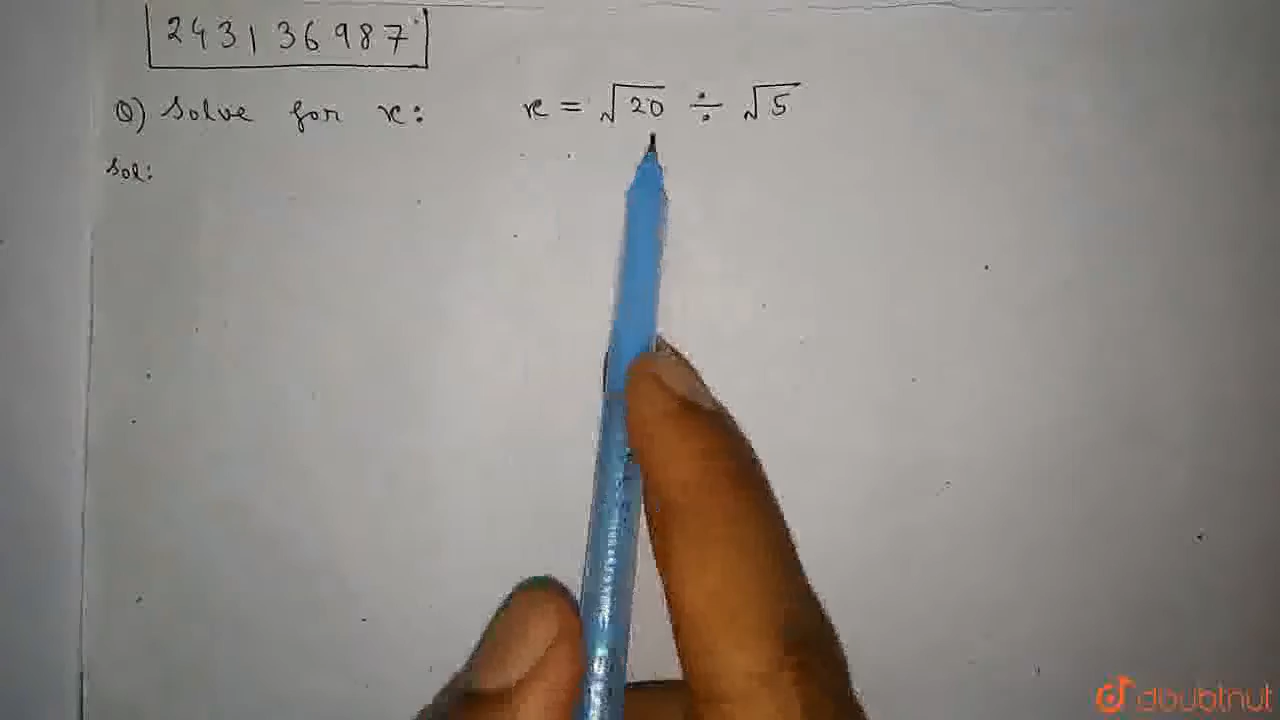 243136987
Q) Solve for x: x = √20 ÷ √5
Sol:
doubtnut